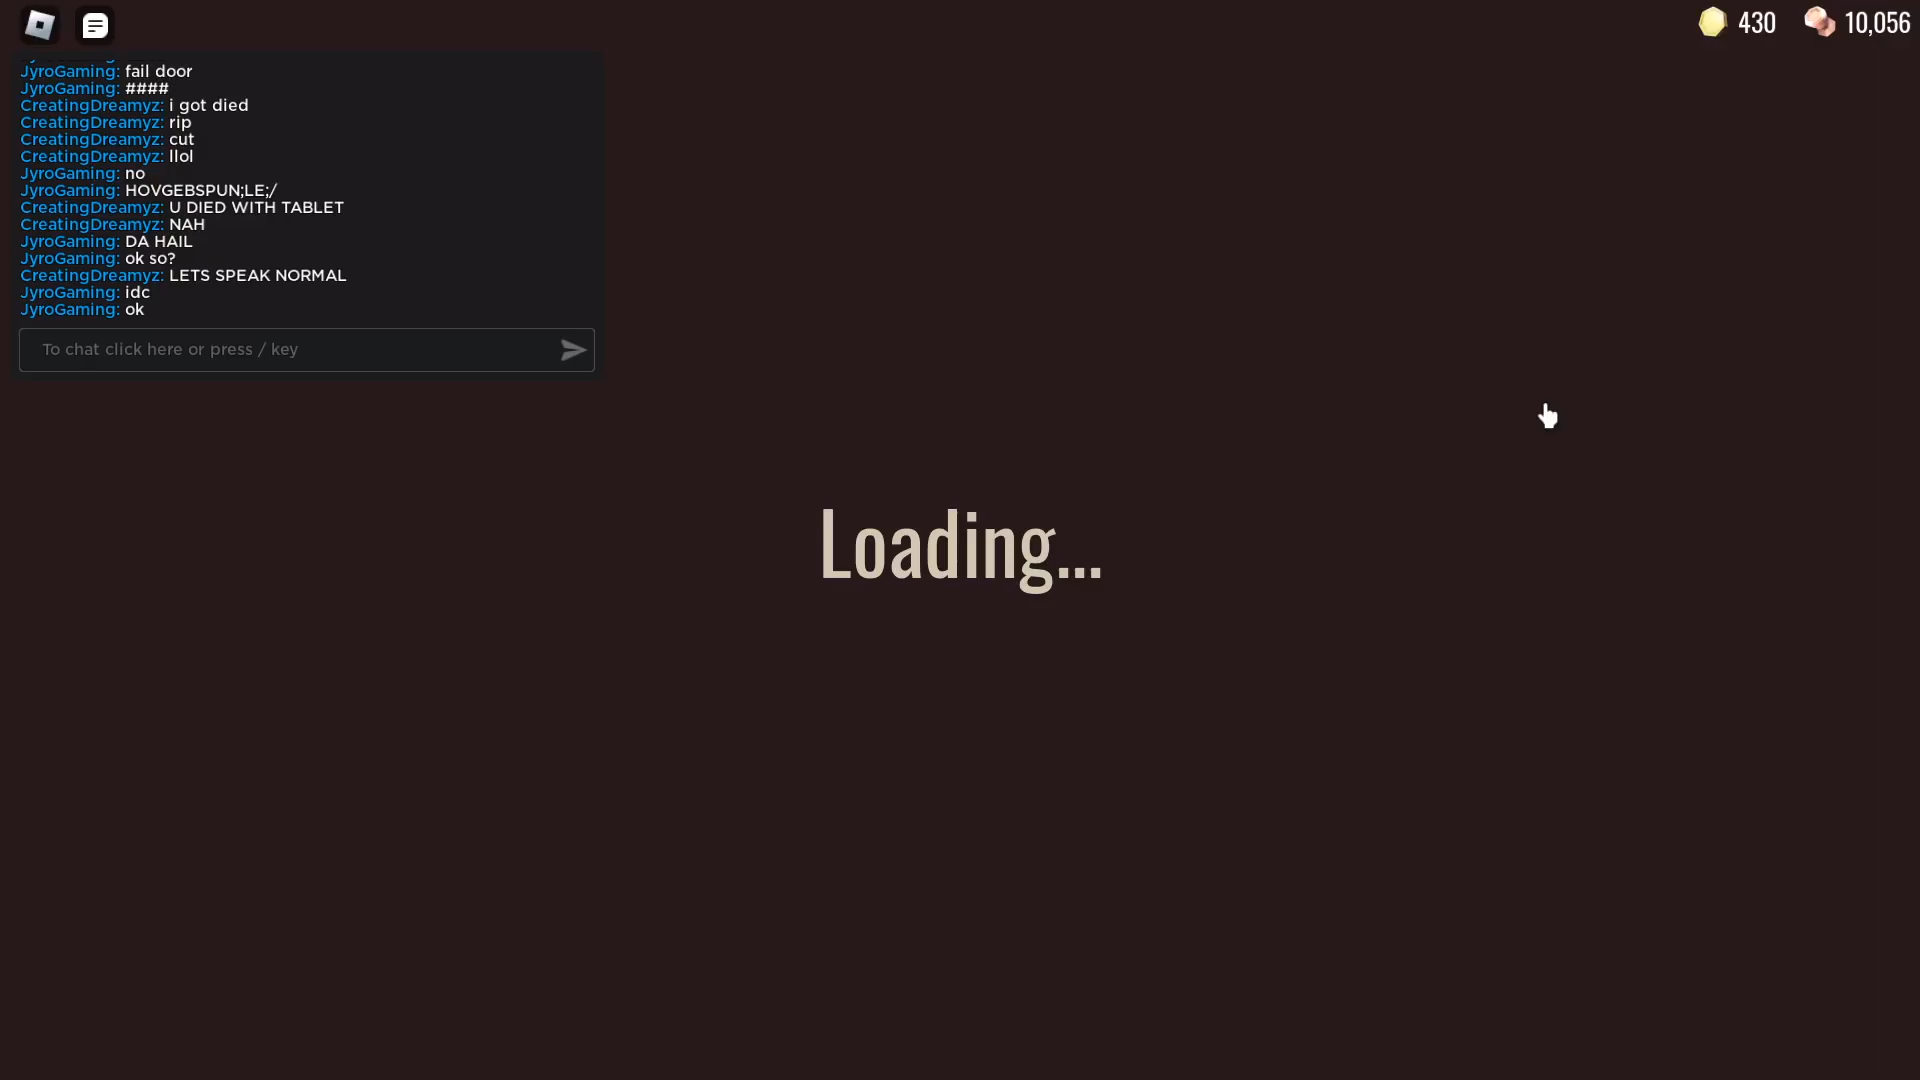 430
10,056
JyroGaming: fail door
JyroGaming: ####
CreatingDreamyz: i got died
CreatingDreamyz: rip
CreatingDreamyz: cut
CreatingDreamyz: llol
JyroGaming: no
JyroGaming: HOVGEBSPUN;LE;/
CreatingDreamyz: U DIED WITH TABLET
CreatingDreamyz: NAH
JyroGaming: DA HAIL
JyroGaming: ok so?
CreatingDreamyz: LETS SPEAK NORMAL
JyroGaming: idc
JyroGaming: ok
To chat click here or press / key
Loading...